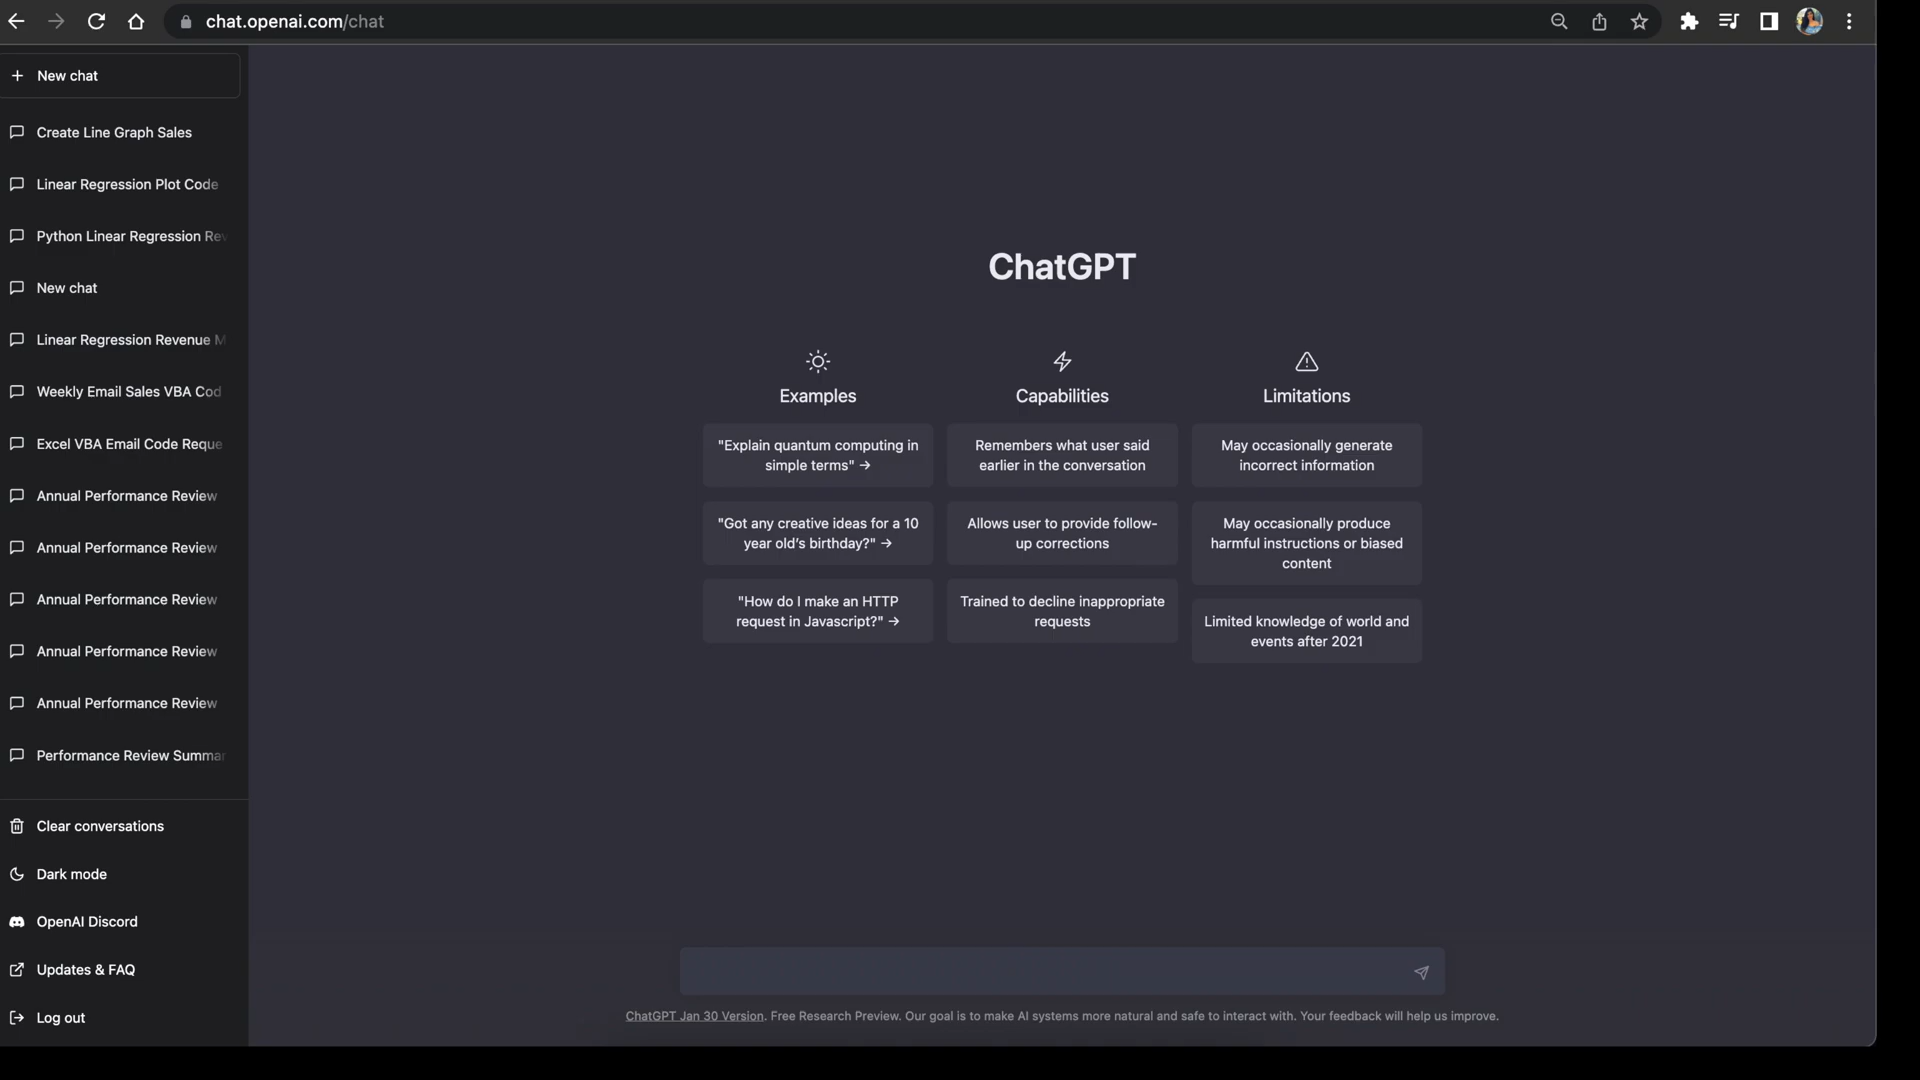 chat.openai.com/chat
New chat
Create Line Graph Sales
Linear Regression Plot Code
Python Linear Regression Rev
New chat
Linear Regression Revenue M
Weekly Email Sales VBA Cod
Excel VBA Email Code Reque
Annual Performance Review
Annual Performance Review
Annual Performance Review
Annual Performance Review
Annual Performance Review
Performance Review Summar
Clear conversations
Dark mode
OpenAI Discord
Updates & FAQ
Log out
ChatGPT
Examples
"Explain quantum computing in
simple terms" →
"Got any creative ideas for a 10
year old's birthday?" →
"How do I make an HTTP
request in Javascript?" →
Capabilities
Remembers what user said
earlier in the conversation
Allows user to provide follow-
up corrections
Trained to decline inappropriate
requests
Limitations
May occasionally generate
incorrect information
May occasionally produce
harmful instructions or biased
content
Limited knowledge of world and
events after 2021
ChatGPT Jan 30 Version. Free Research Preview. Our goal is to make AI systems more natural and safe to interact with. Your feedback will help us improve.